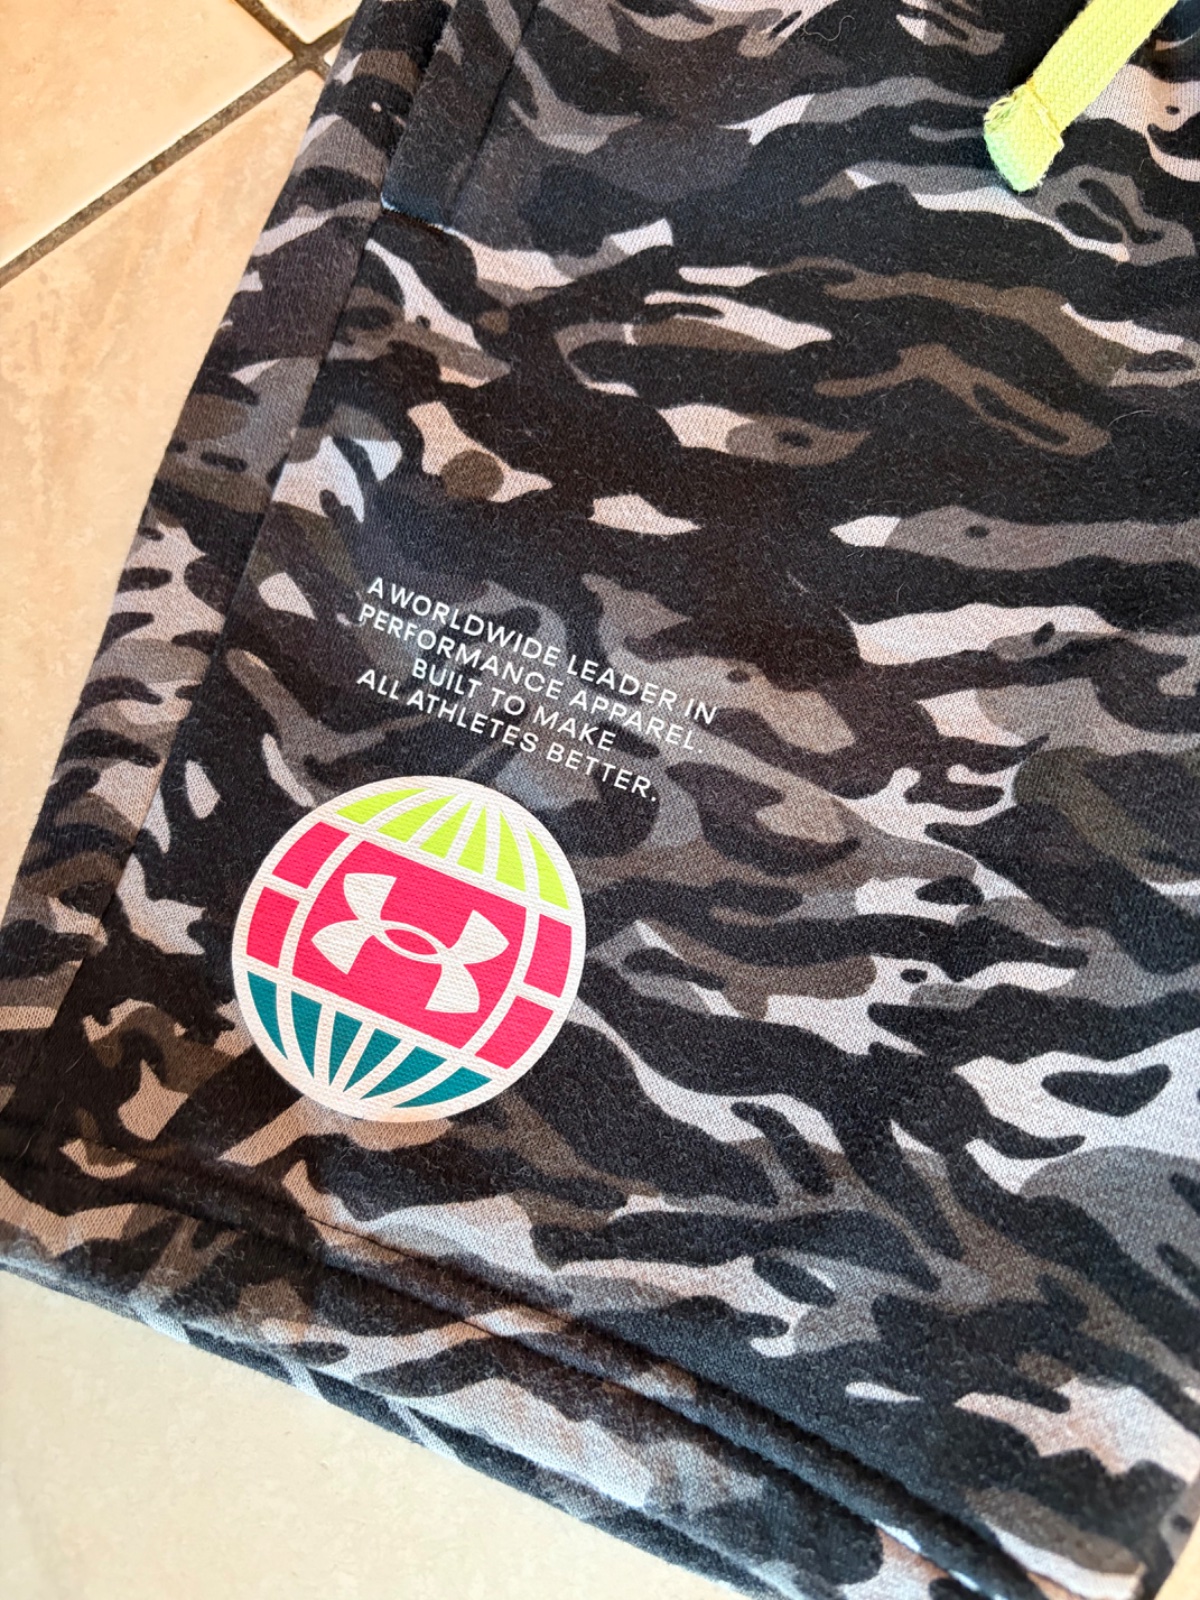 A WORLDWIDE LEADER IN
PERFORMANCE APPAREL.
BUILT TO MAKE
ALL ATHLETES BETTER.